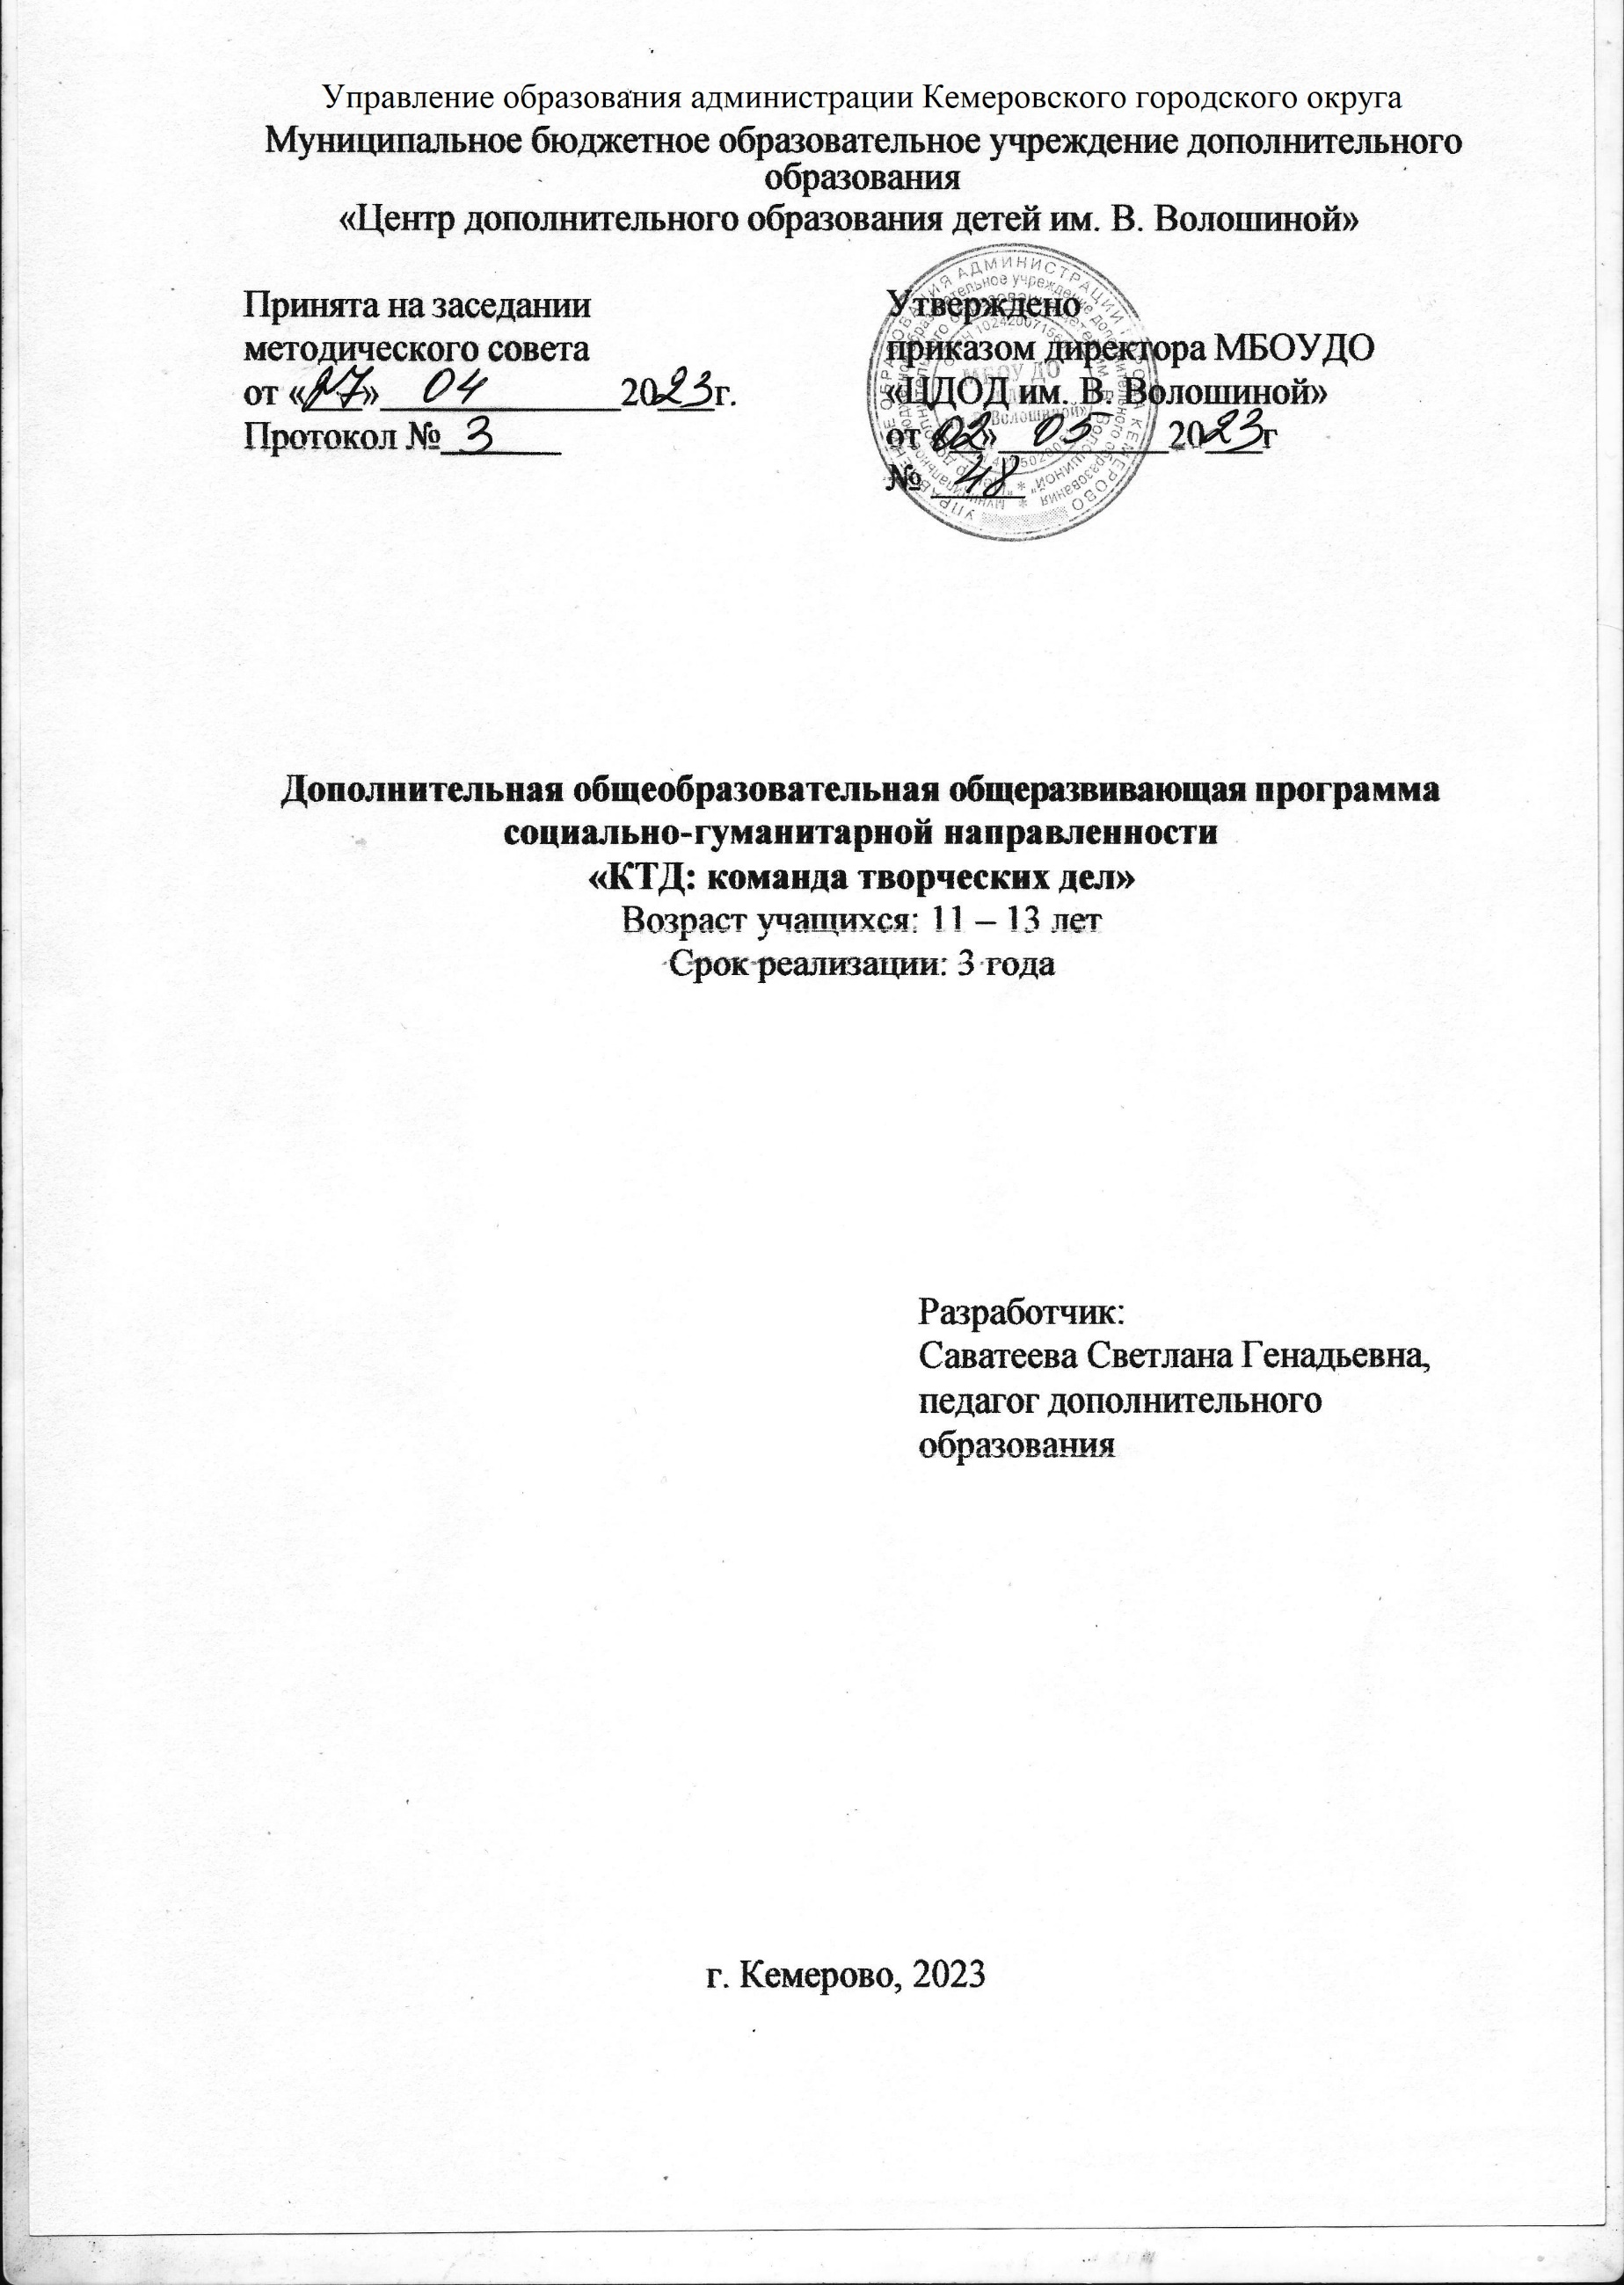 Управление образования администрации Кемеровского городского округа
Муниципальное бюджетное образовательное учреждение дополнительного
образования
«Центр дополнительного образования детей им. В. Волошиной»
Принята на заседании
методического совета
от «27» 04 2023г.
Протокол № 3
Утверждено
приказом директора МБОУДО
«ЦДОД им. В. Волошиной»
от «02» 05 2023г
№ 48
Дополнительная общеобразовательная общеразвивающая программа
социально-гуманитарной направленности
«КТД: команда творческих дел»
Возраст учащихся: 11 – 13 лет
Срок реализации: 3 года
Разработчик:
Саватеева Светлана Генадьевна,
педагог дополнительного
образования
г. Кемерово, 2023